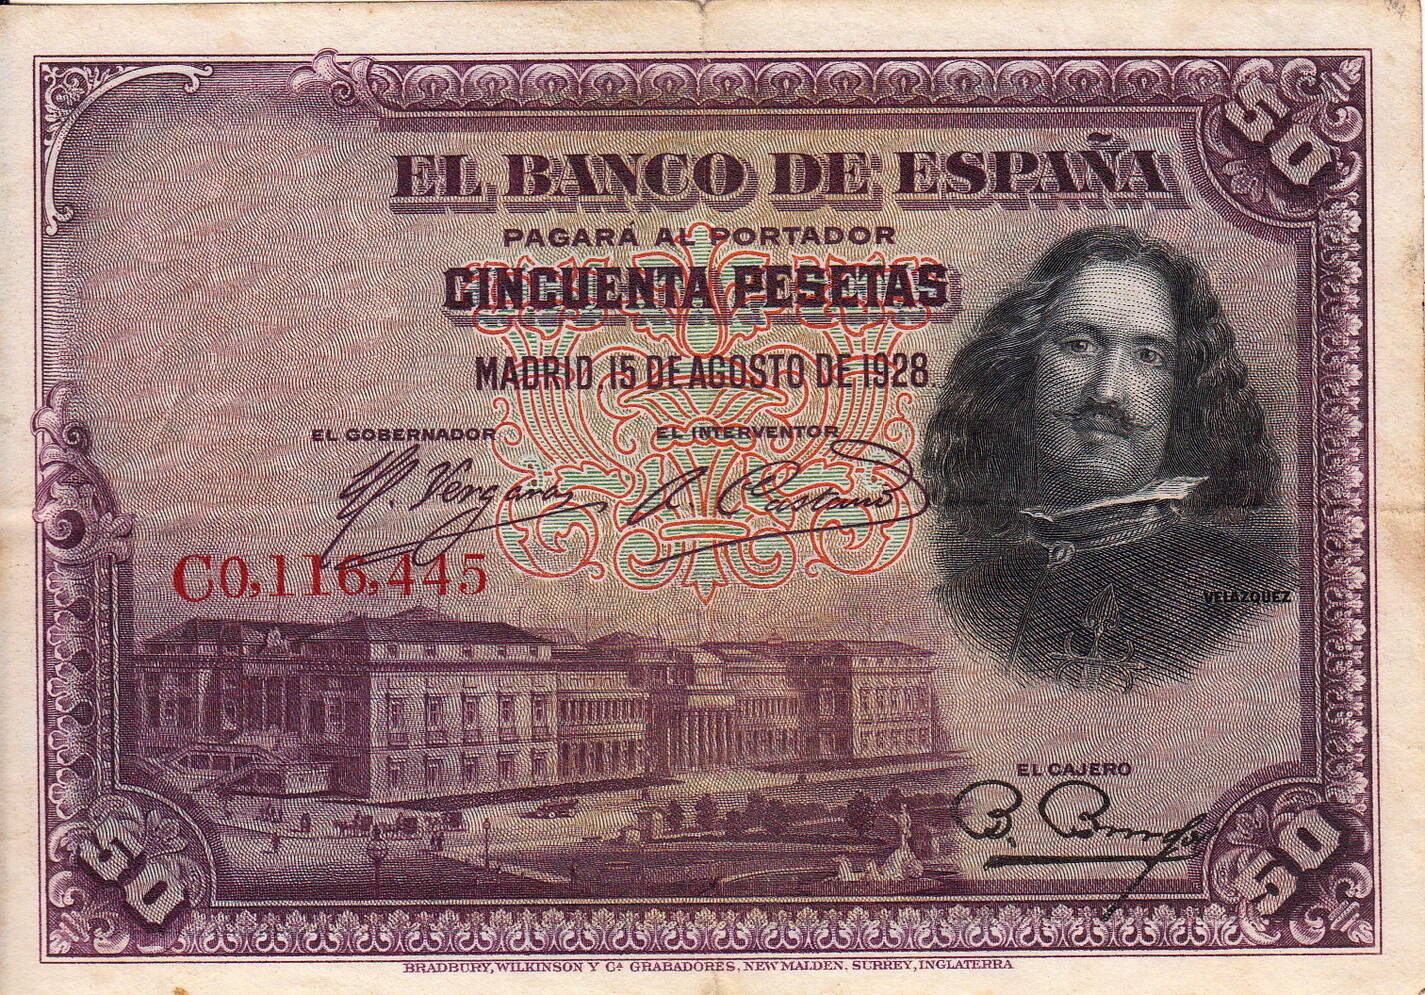 50
EL BANCO DE ESPAÑA
PAGARÁ AL PORTADOR
CINCUENTA PESETAS
MADRID 15 DE AGOSTO DE 1928.
EL GOBERNADOR EL INTERVENTOR
C0,116,445
VELAZQUEZ
EL CAJERO
50 50
BRADBURY, WILKINSON Y Cª GRABADORES, NEW MALDEN, SURREY, INGLATERRA